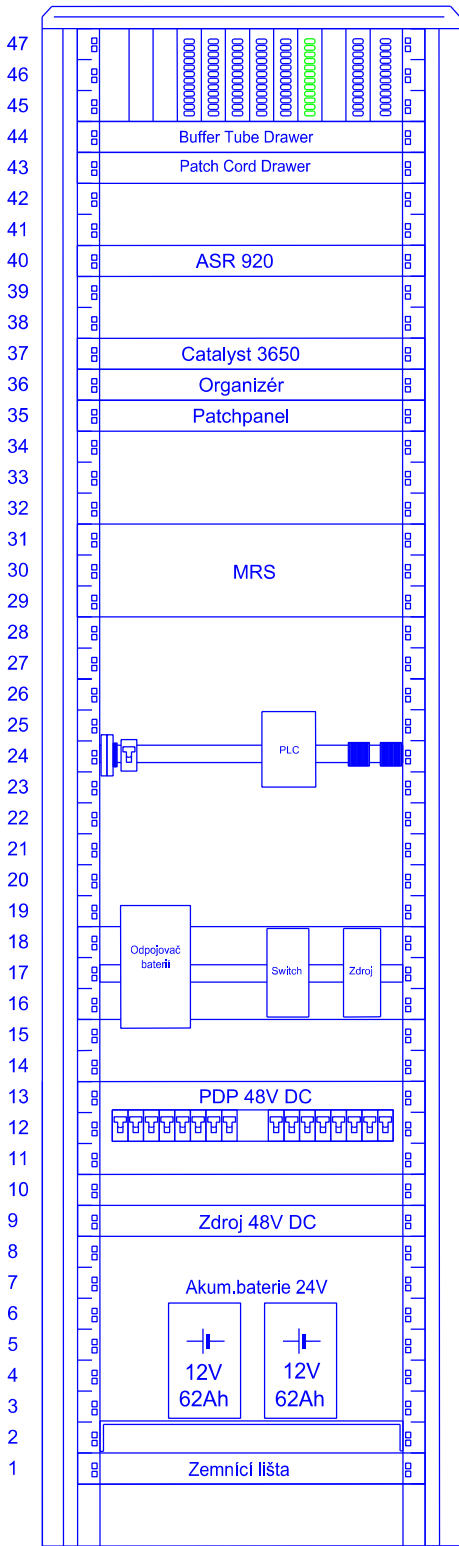 47
46
45
44 Buffer Tube Drawer
43 Patch Cord Drawer
42
41
40 ASR 920
39
38
37 Catalyst 3650
36 Organizér
35 Patchpanel
34
33
32
31
30 MRS
29
28
27
26
25
24 PLC
23
22
21
20
19
18 Odpojovač
17 baterií Switch Zdroj
16
15
14
13 PDP 48V DC
12
11
10
9 Zdroj 48V DC
8
7 Akum.baterie 24V
6
5
4 12V 12V
3 62Ah 62Ah
2
1 Zemnící lišta